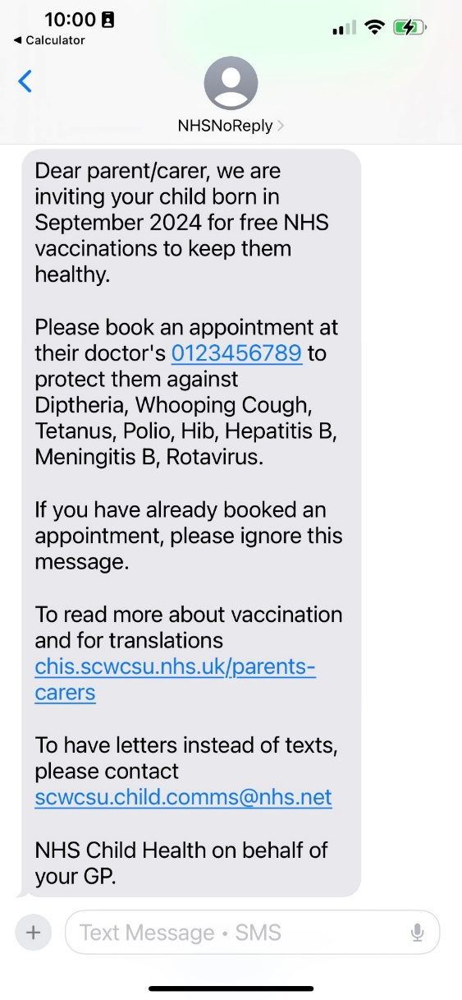 10:00
◀ Calculator
NHSNoReply
Dear parent/carer, we are
inviting your child born in
September 2024 for free NHS
vaccinations to keep them
healthy.
Please book an appointment at
their doctor's 0123456789 to
protect them against
Diptheria, Whooping Cough,
Tetanus, Polio, Hib, Hepatitis B,
Meningitis B, Rotavirus.
If you have already booked an
appointment, please ignore this
message.
To read more about vaccination
and for translations
chis.scwcsu.nhs.uk/parents-
carers
To have letters instead of texts,
please contact
scwcsu.child.comms@nhs.net
NHS Child Health on behalf of
your GP.
Text Message • SMS